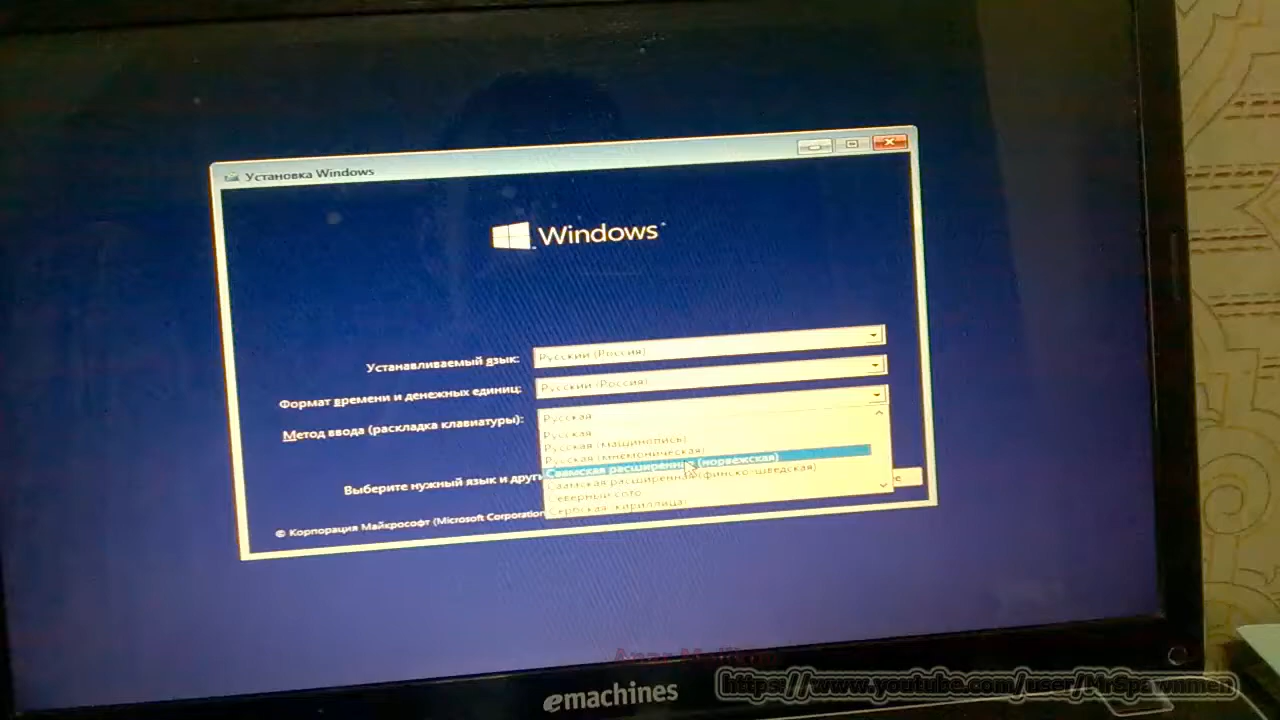 Установка Windows
Windows
Устанавливаемый язык:
Русский (Россия)
Формат времени и денежных единиц:
Русский (Россия)
Метод ввода (раскладка клавиатуры):
Русская
Русская
Русская (машинопись)
Русская (мнемоническая)
Саамская расширенная (норвежская)
Саамская расширенная (финско-шведская)
Северный сото
Сербская (кириллица)
Выберите нужный язык и друг
© Корпорация Майкрософт (Microsoft Corporation
emachines
https://www.youtube.com/user/MrSpawnmen